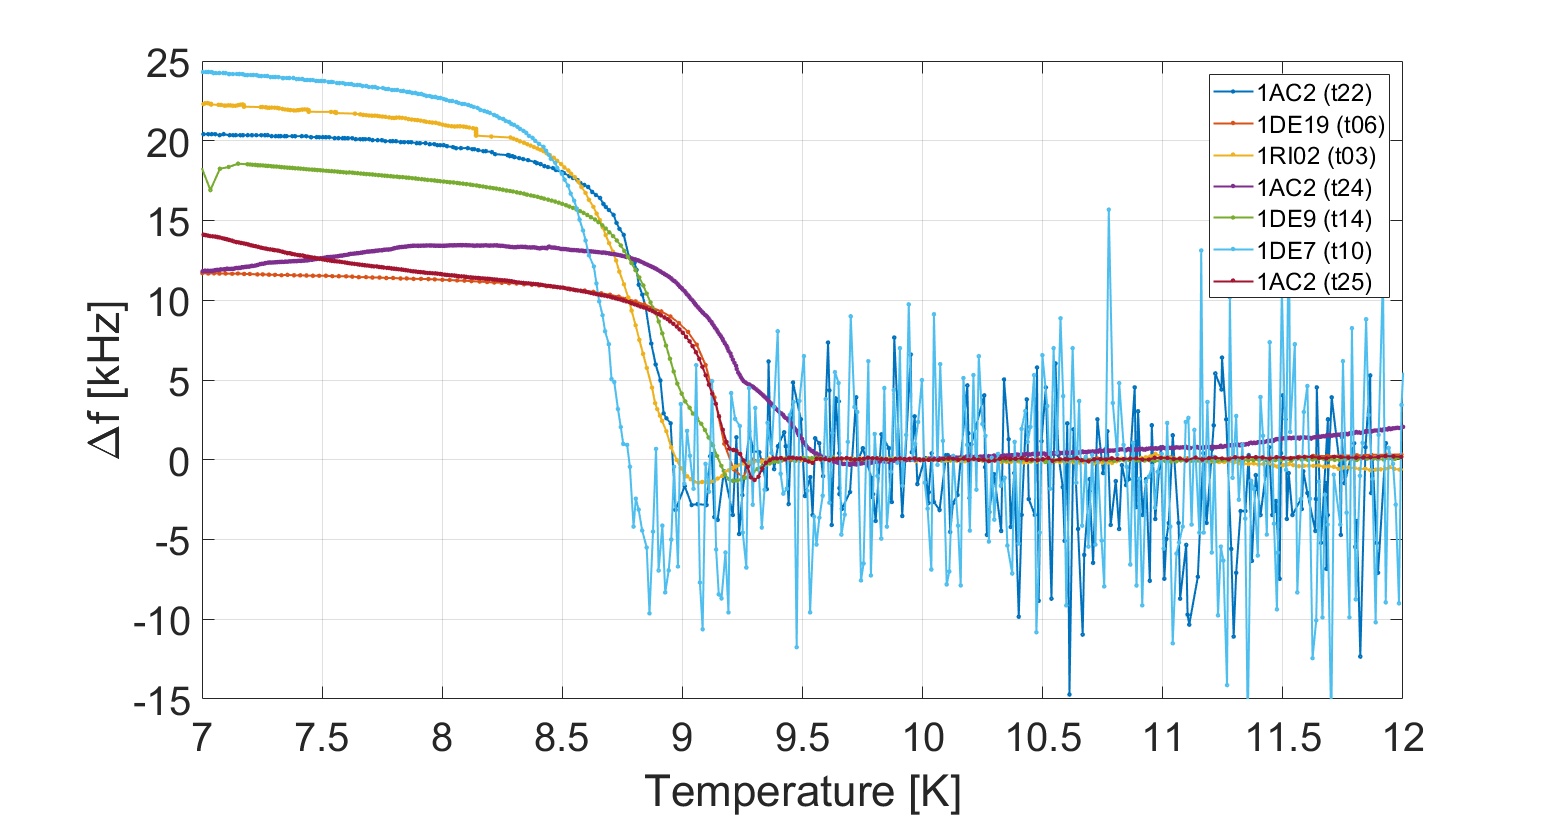 25
20
15
10
5
0
-5
-10
-15
Δf [kHz]
7 7.5 8 8.5 9 9.5 10 10.5 11 11.5 12
Temperature [K]
1AC2 (t22)
1DE19 (t06)
1RI02 (t03)
1AC2 (t24)
1DE9 (t14)
1DE7 (t10)
1AC2 (t25)